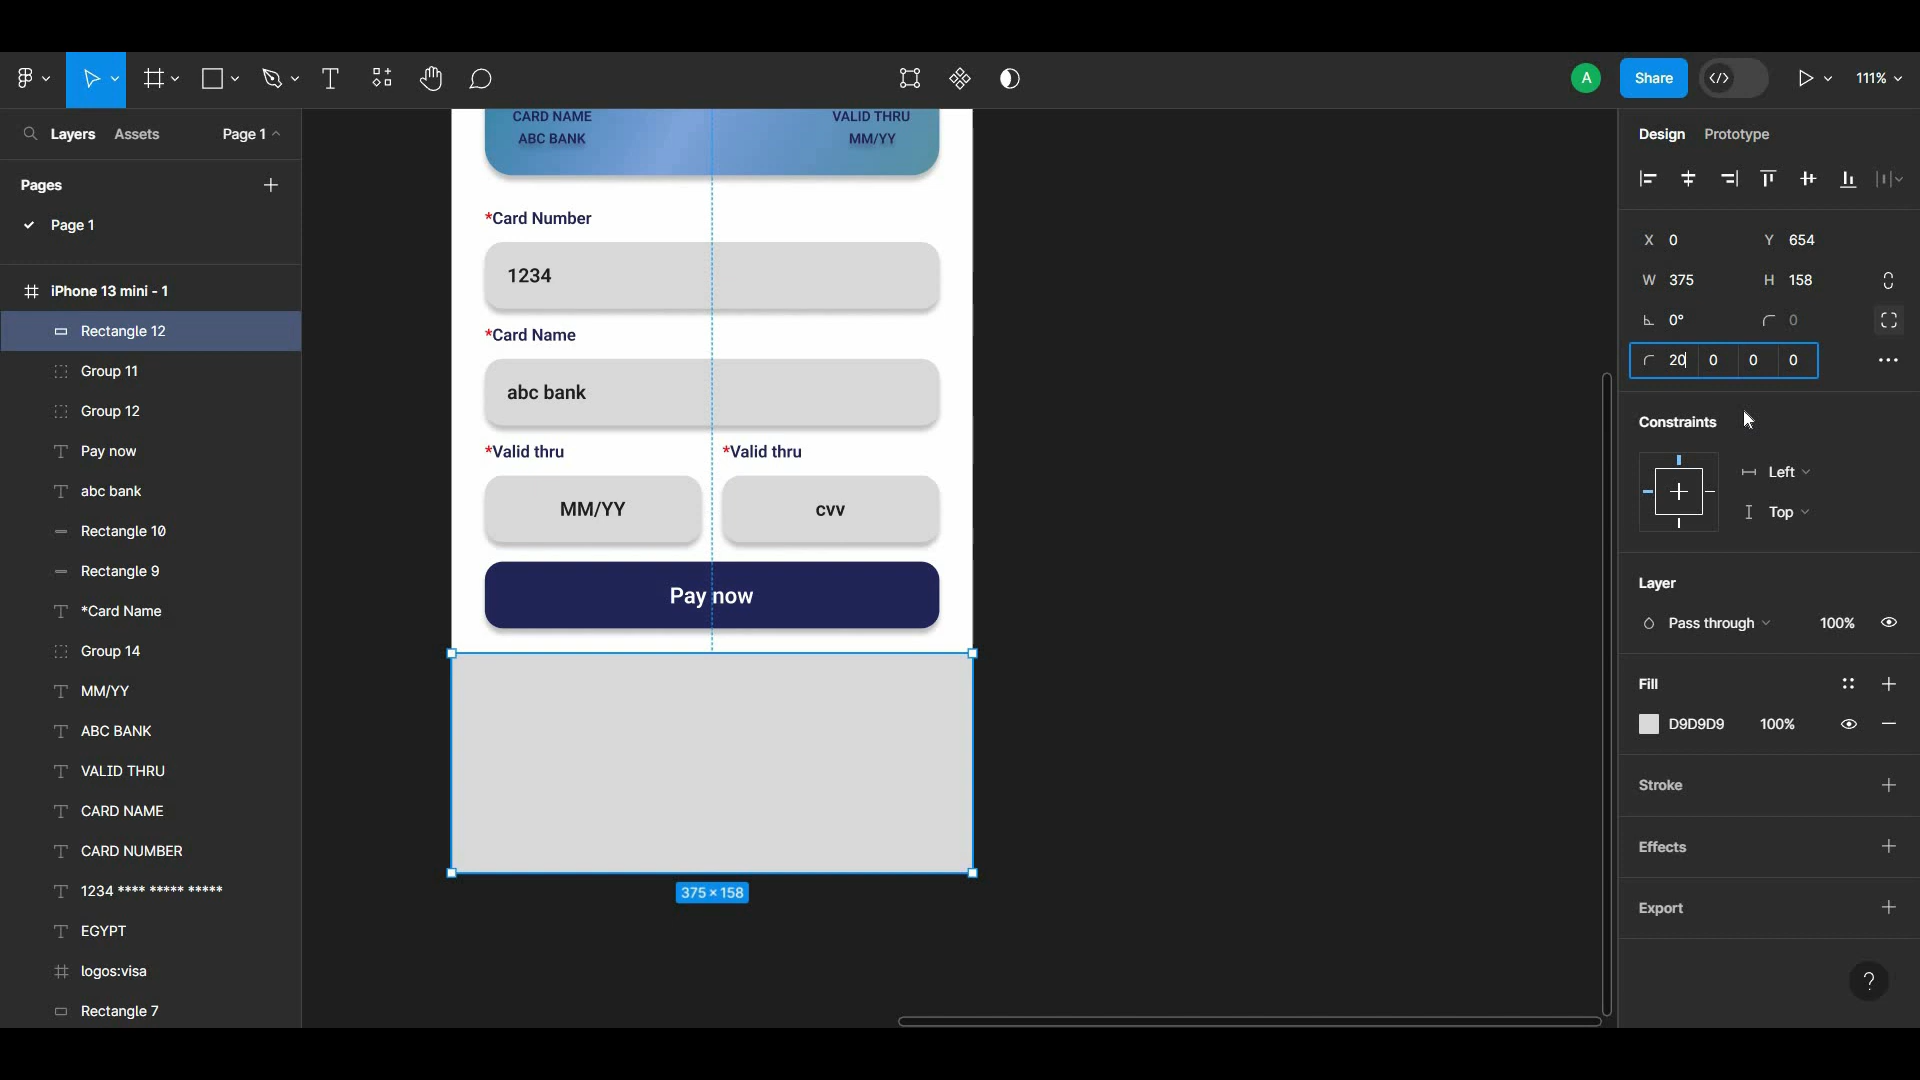 A
Share
111%
Layers
Assets
Page 1
Pages
Page 1
iPhone 13 mini - 1
Rectangle 12
Group 11
Group 12
Pay now
abc bank
Rectangle 10
Rectangle 9
*Card Name
Group 14
MM/YY
ABC BANK
VALID THRU
CARD NAME
CARD NUMBER
1234 **** ***** *****
EGYPT
logos:visa
Rectangle 7
CARD NAME
VALID THRU
ABC BANK
MM/YY
*Card Number
1234
*Card Name
abc bank
*Valid thru
*Valid thru
MM/YY
cvv
Pay now
375 × 158
Design
Prototype
X 0
Y 654
W 375
H 158
0°
0
20 0 0 0
Constraints
Left
Top
Layer
Pass through
100%
Fill
D9D9D9
100%
Stroke
Effects
Export
?